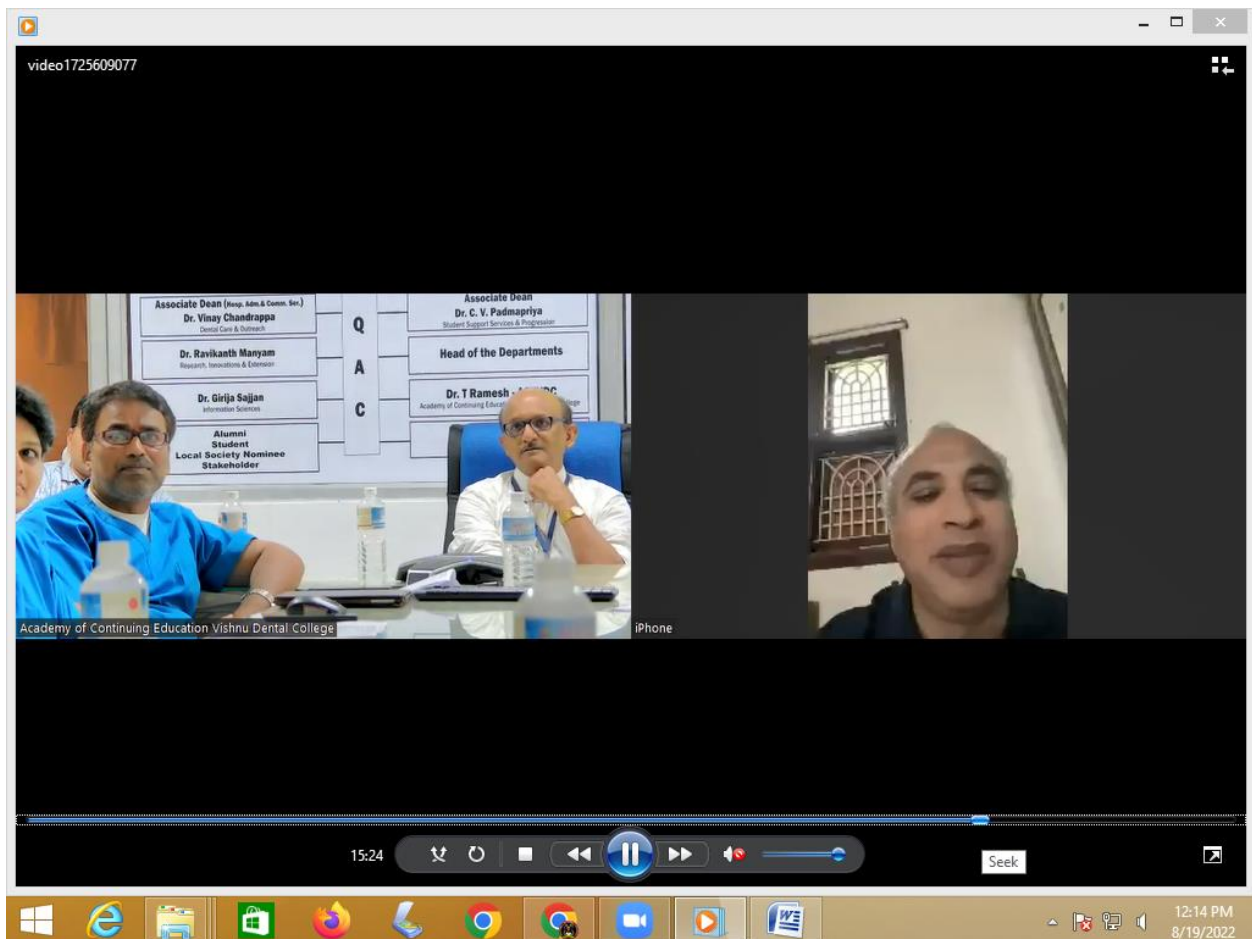 video1725609077
Associate Dean (Hosp. Adm.& Comm. Ser.)
Dr. Vinay Chandrappa
Dental Care & Outreach
Dr. Ravikanth Manyam
Research, Innovations & Extension
Dr. Girija Sajjan
Information Sciences
Alumni
Student
Local Society Nominee
Stakeholder
Q
A
C
Associate Dean
Dr. C. V. Padmapriya
Student Support Services & Progression
Head of the Departments
Dr. T Ramesh -
Academy of Continuing
Academy of Continuing Education Vishnu Dental College
iPhone
15:24
Seek
12:14 PM
8/19/2022